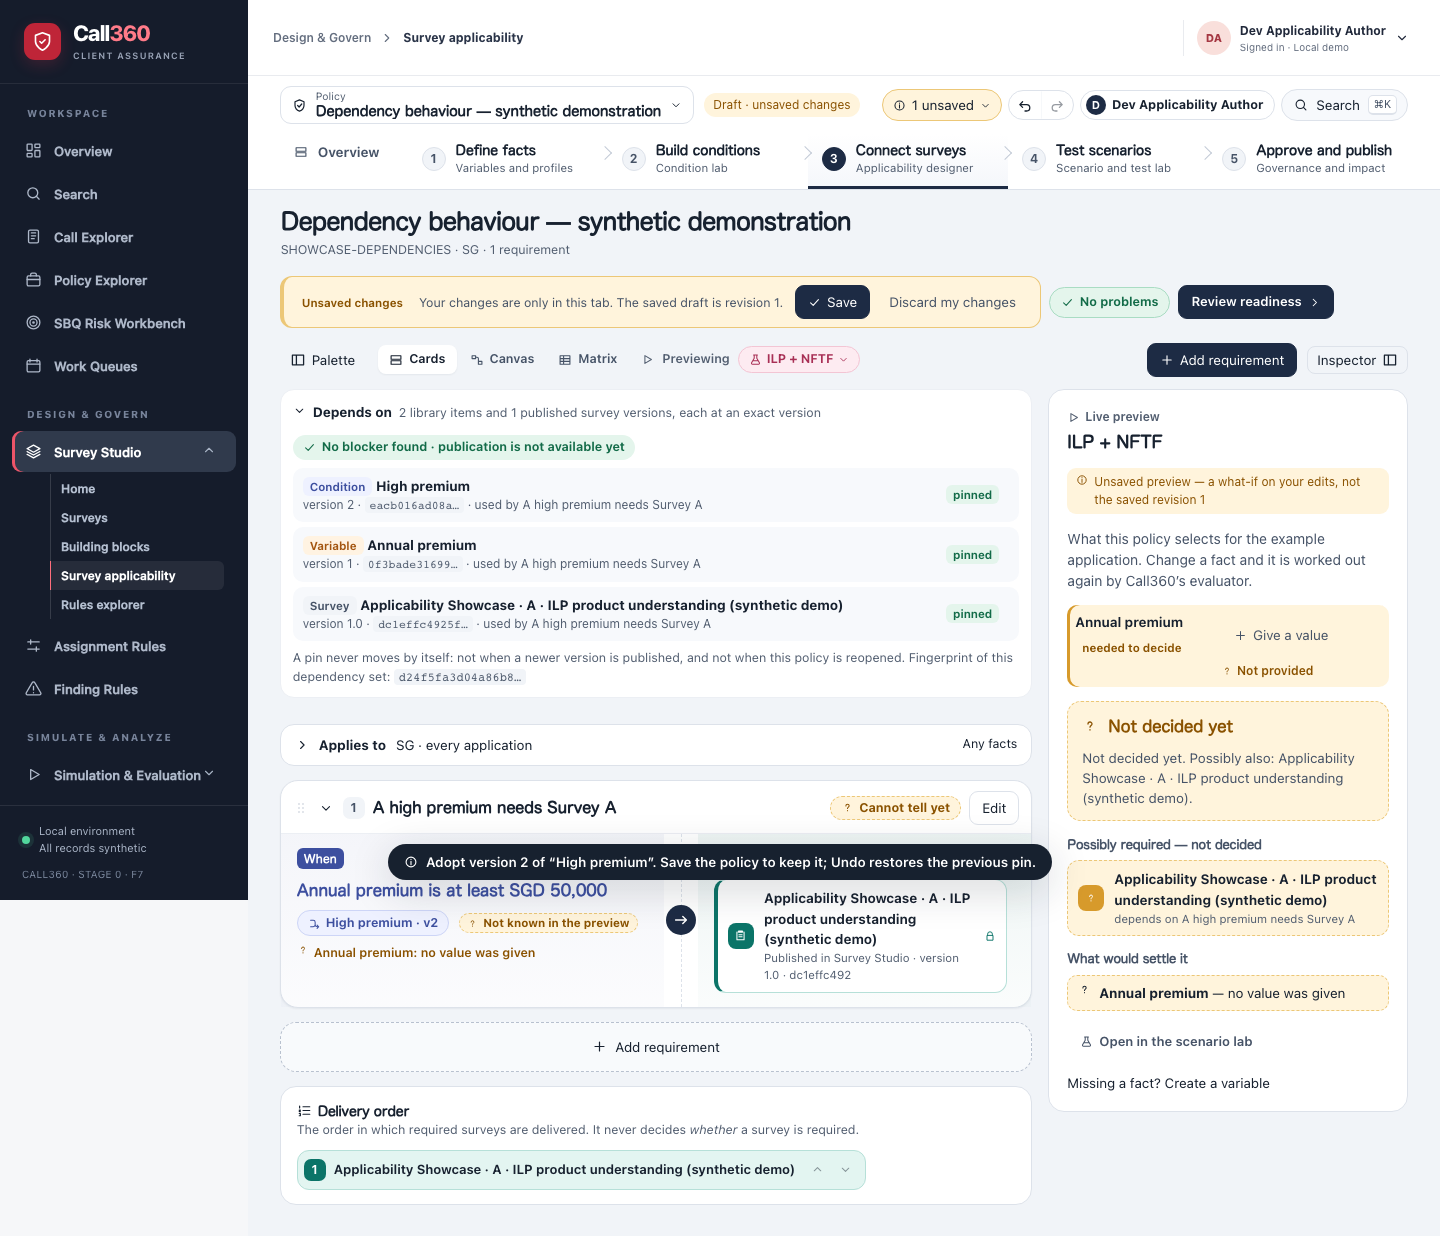 Call360
CLIENT ASSURANCE
WORKSPACE
Overview
Search
Call Explorer
Policy Explorer
SBQ Risk Workbench
Work Queues
DESIGN & GOVERN
Survey Studio
Home
Surveys
Building blocks
Survey applicability
Rules explorer
Assignment Rules
Finding Rules
SIMULATE & ANALYZE
Simulation & Evaluation
Local environment
All records synthetic
CALL360 · STAGE 0 · F7
Design & Govern
Survey applicability
DA
Dev Applicability Author
Signed in · Local demo
Policy
Dependency behaviour — synthetic demonstration
Draft · unsaved changes
1 unsaved
D
Dev Applicability Author
Search
⌘K
Overview
1
Define facts
Variables and profiles
2
Build conditions
Condition lab
3
Connect surveys
Applicability designer
4
Test scenarios
Scenario and test lab
5
Approve and publish
Governance and impact
Dependency behaviour — synthetic demonstration
SHOWCASE-DEPENDENCIES · SG · 1 requirement
Unsaved changes
Your changes are only in this tab. The saved draft is revision 1.
Save
Discard my changes
No problems
Review readiness
Palette
Cards
Canvas
Matrix
Previewing
ILP + NFTF
Add requirement
Inspector
Depends on 2 library items and 1 published survey versions, each at an exact version
No blocker found · publication is not available yet
Condition High premium
version 2 · eacb016ad08a… · used by A high premium needs Survey A
pinned
Variable Annual premium
version 1 · 0f3bade31699… · used by A high premium needs Survey A
pinned
Survey Applicability Showcase · A · ILP product understanding (synthetic demo)
version 1.0 · dc1effc4925f… · used by A high premium needs Survey A
pinned
A pin never moves by itself: not when a newer version is published, and not when this policy is reopened. Fingerprint of this
dependency set: d24f5fa3d04a86b8…
Applies to SG · every application
Any facts
1
A high premium needs Survey A
? Cannot tell yet
Edit
When
Adopt version 2 of “High premium”. Save the policy to keep it; Undo restores the previous pin.
Annual premium is at least SGD 50,000
High premium · v2
? Not known in the preview
? Annual premium: no value was given
Applicability Showcase · A · ILP
product understanding
(synthetic demo)
Published in Survey Studio · version
1.0 · dc1effc492
Add requirement
Delivery order
The order in which required surveys are delivered. It never decides whether a survey is required.
1
Applicability Showcase · A · ILP product understanding (synthetic demo)
Live preview
ILP + NFTF
Unsaved preview — a what-if on your edits, not
the saved revision 1
What this policy selects for the example
application. Change a fact and it is worked out
again by Call360's evaluator.
Annual premium
needed to decide
Give a value
? Not provided
? Not decided yet
Not decided yet. Possibly also: Applicability
Showcase · A · ILP product understanding
(synthetic demo).
Possibly required — not decided
?
Applicability Showcase · A · ILP product
understanding (synthetic demo)
depends on A high premium needs Survey A
What would settle it
? Annual premium — no value was given
Open in the scenario lab
Missing a fact? Create a variable